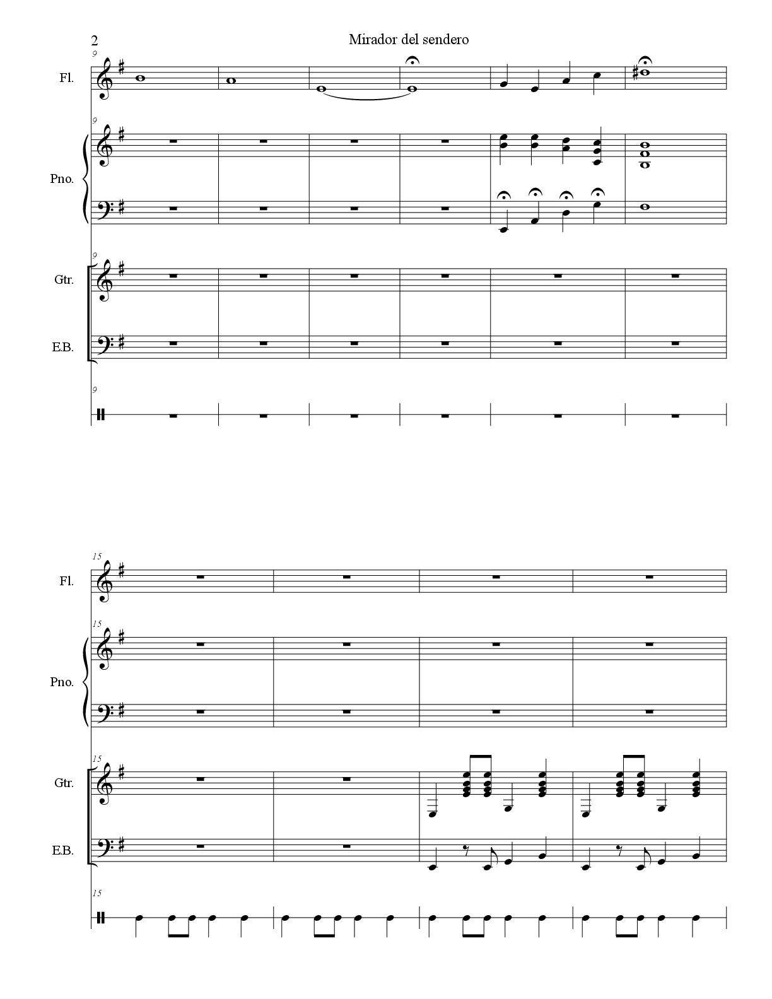 2
Mirador del sendero
9
Fl.
9
Pno.
9
Gtr.
E.B.
9
15
Fl.
15
Pno.
15
Gtr.
E.B.
15